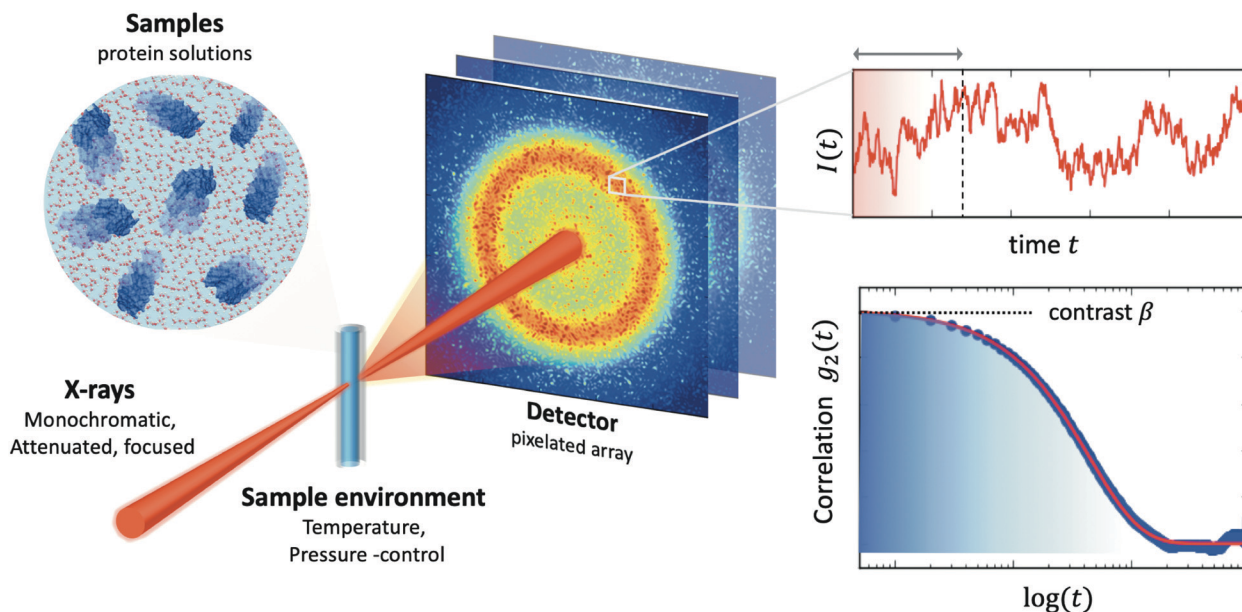 Samples
protein solutions
X-rays
Monochromatic,
Attenuated, focused
Sample environment
Temperature,
Pressure -control
Detector
pixelated array
I(t)
time t
contrast β
Correlation g₂(t)
log(t)